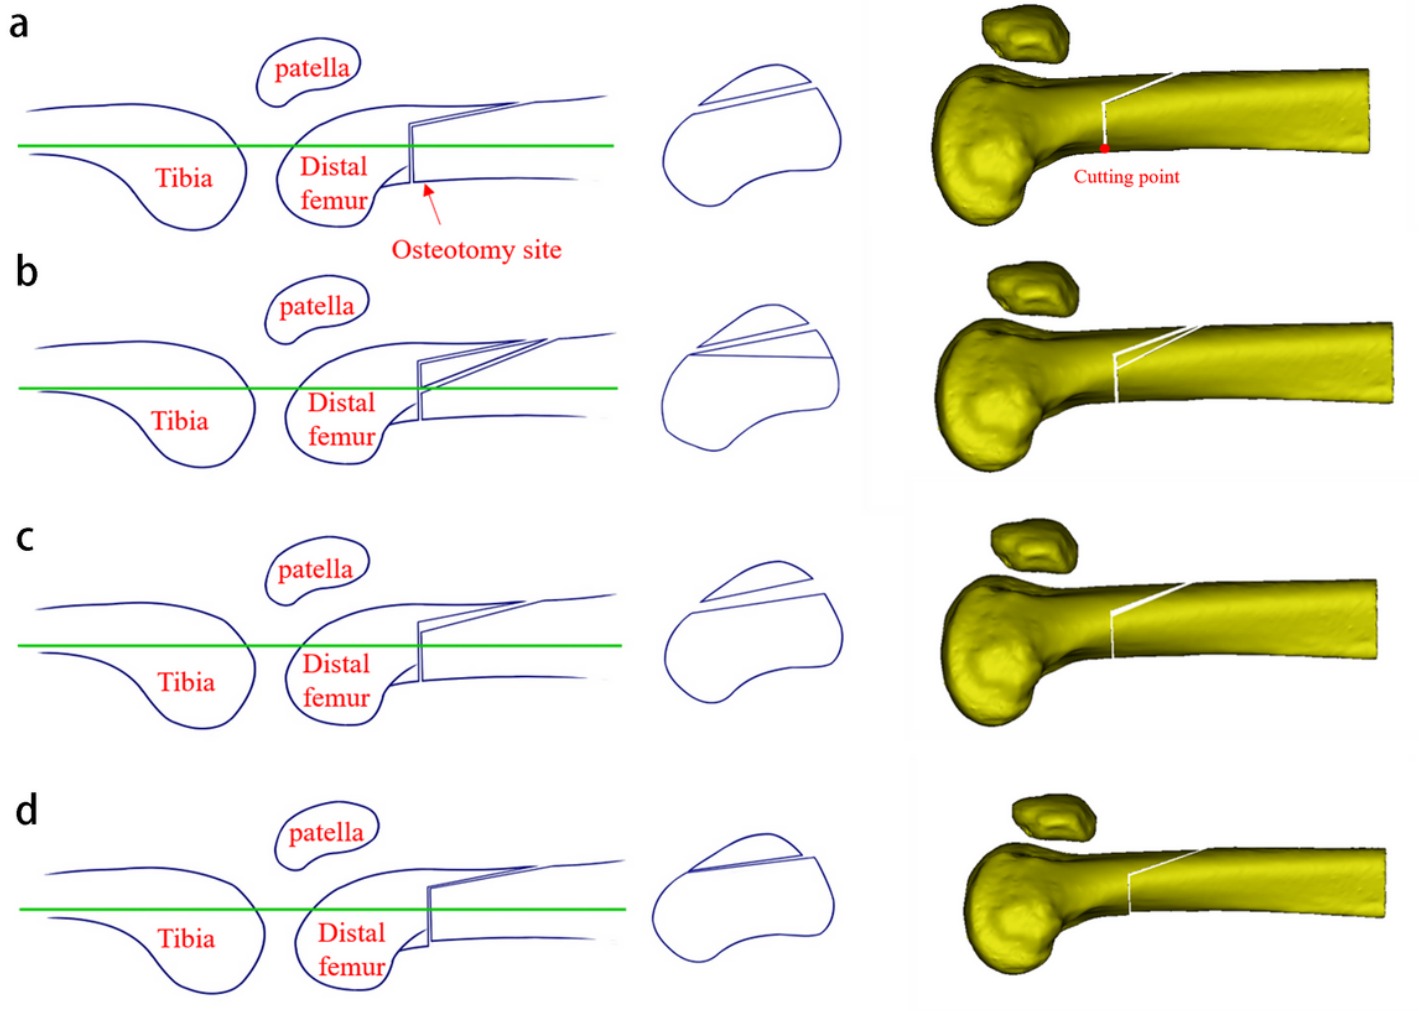 a
patella
Tibia
Distal
femur
Osteotomy site
Cutting point
b
patella
Tibia
Distal
femur
c
patella
Tibia
Distal
femur
d
patella
Tibia
Distal
femur